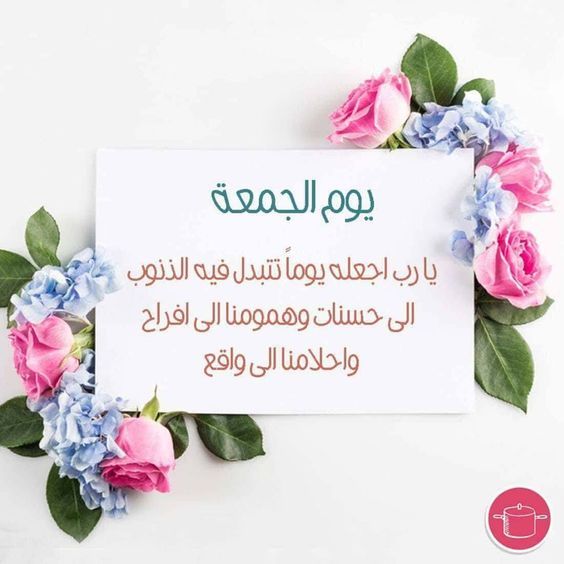 يوم الجمعة
يا رب اجعله يوماً تتبدل فيه الذنوب
الى حسنات وهمومنا الى افراح
واحلامنا الى واقع